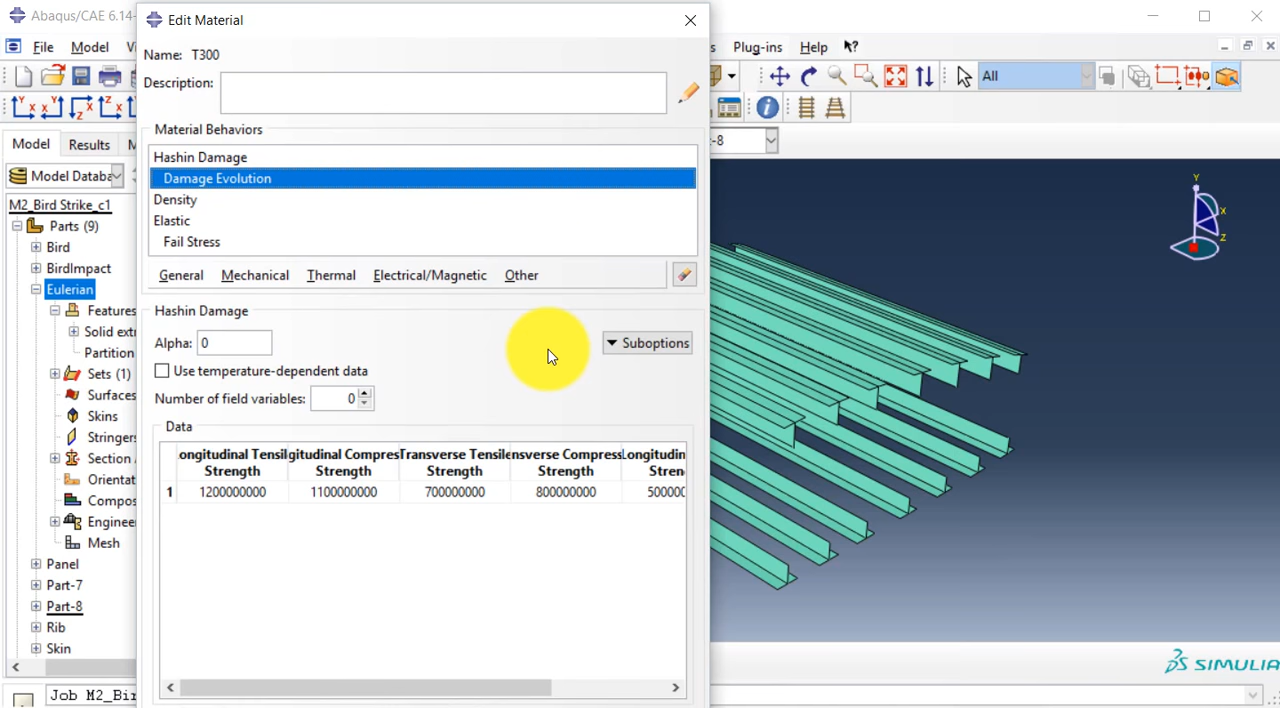 Abaqus/CAE 6.14-
Edit Material
File Model Vi
s Plug-ins Help
Name: T300
Description:
All
Material Behaviors
Hashin Damage
Damage Evolution
Density
Elastic
Fail Stress
General Mechanical Thermal Electrical/Magnetic Other
Hashin Damage
Alpha: 0
Suboptions
Use temperature-dependent data
Number of field variables: 0
Data
ongitudinal Tensil gitudinal Compres Transverse Tensile nsverse Compress Longitudin
Strength Strength Strength Strength Stren
1 1200000000 1100000000 700000000 800000000 50000
Model Results M
Model Databa
M2_Bird Strike_c1
Parts (9)
Bird
BirdImpact
Eulerian
Features
Solid extr
Partition
Sets (1)
Surfaces
Skins
Stringers
Section
Orientat
Compos
Enginee
Mesh
Panel
Part-7
Part-8
Rib
Skin
Job M2_Bir
-8
Y
X
Z
SIMULIA